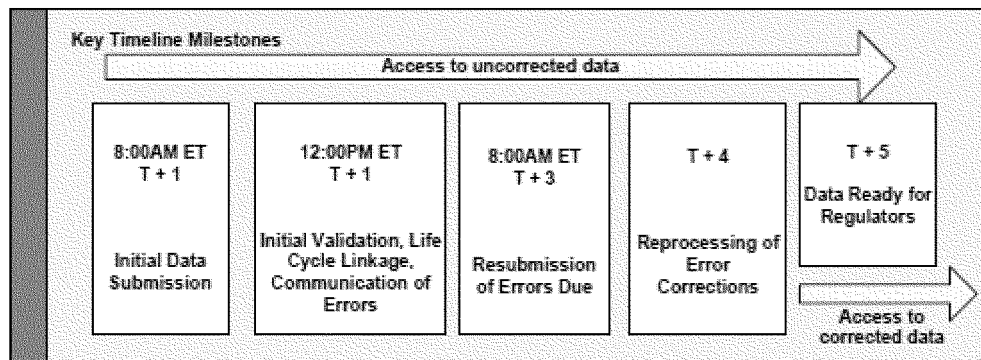 Key Timeline Milestones
Access to uncorrected data
8:00AM ET
T + 1
Initial Data
Submission
12:00PM ET
T + 1
Initial Validation, Life
Cycle Linkage,
Communication of
Errors
8:00AM ET
T + 3
Resubmission
of Errors Due
T + 4
Reprocessing of
Error
Corrections
T + 5
Data Ready for
Regulators
Access to
corrected data